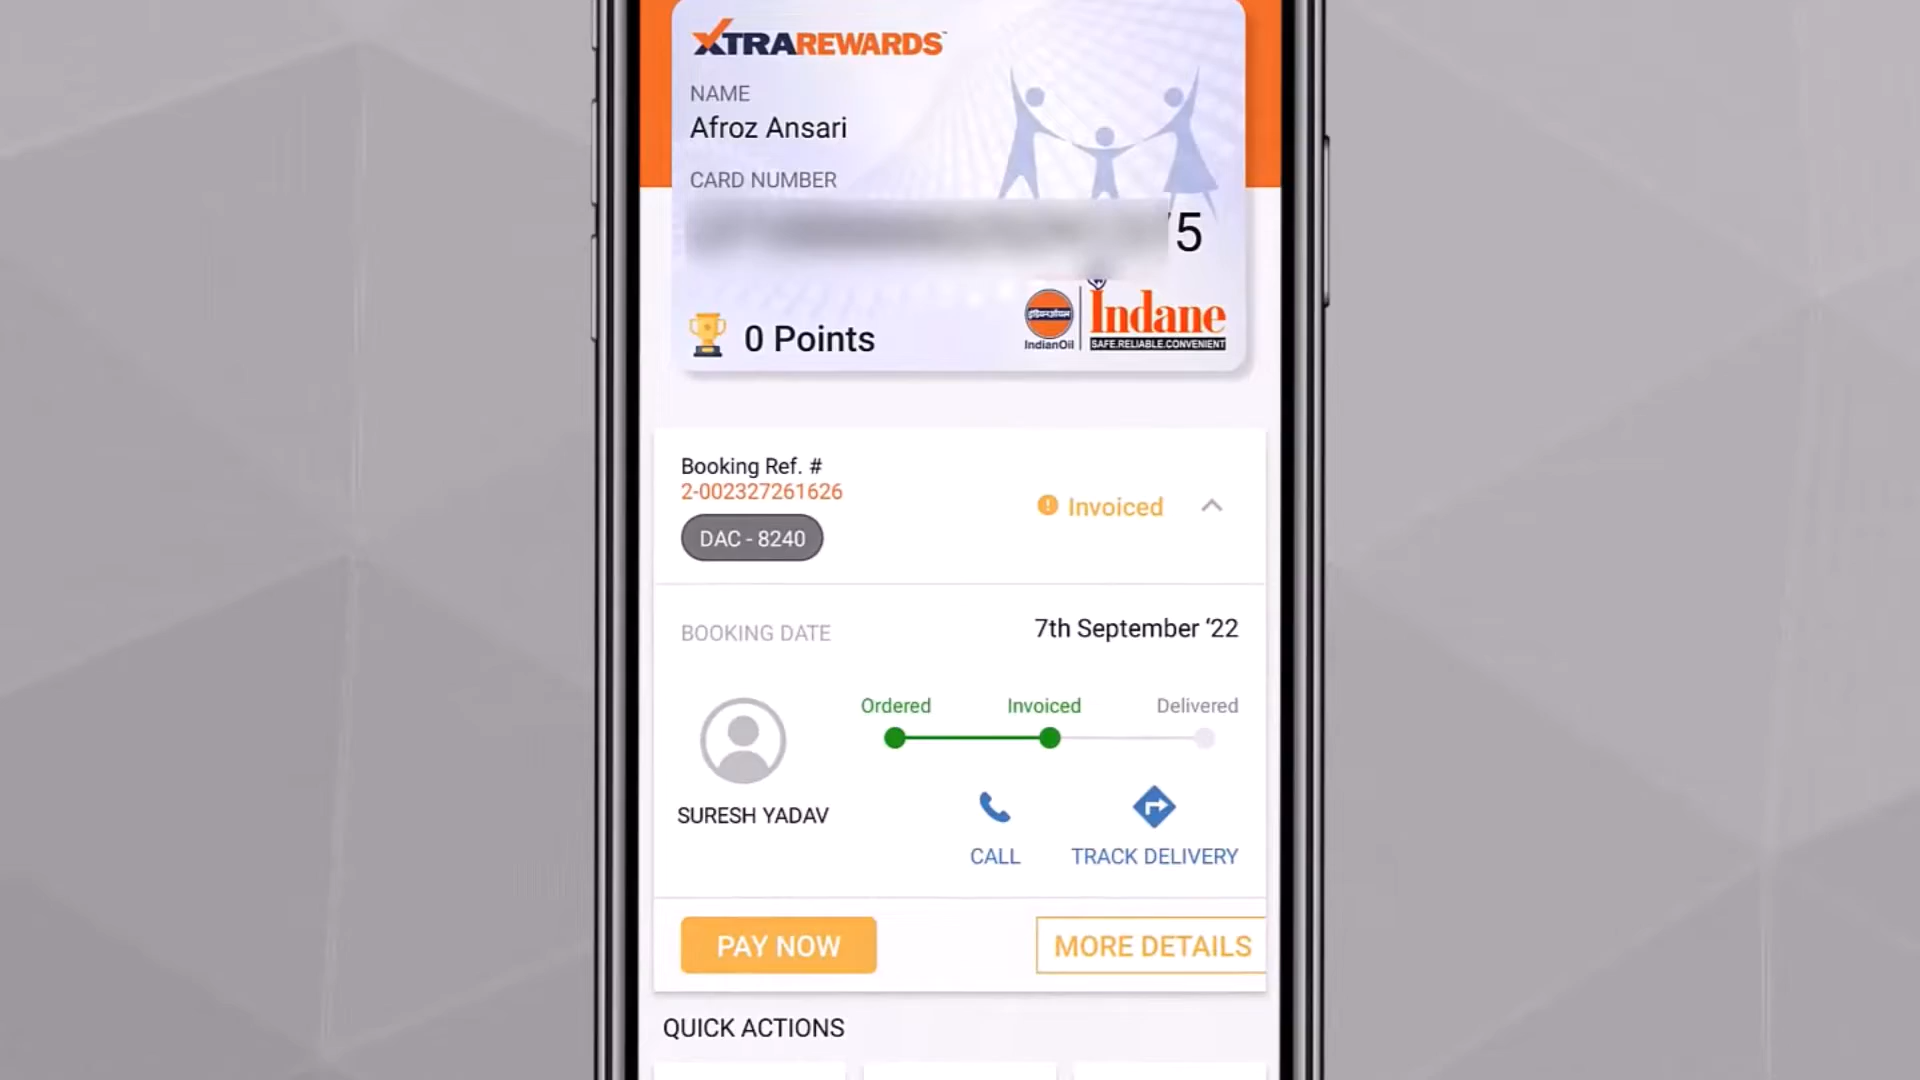 XTRAREWARDS
NAME
Afroz Ansari
CARD NUMBER
5
0 Points
इंडियनऑयल
IndianOil
Indane
SAFE.RELIABLE.CONVENIENT
Booking Ref. #
2-002327261626
DAC - 8240
Invoiced
BOOKING DATE
7th September ‘22
Ordered
Invoiced
Delivered
SURESH YADAV
CALL
TRACK DELIVERY
PAY NOW
MORE DETAILS
QUICK ACTIONS